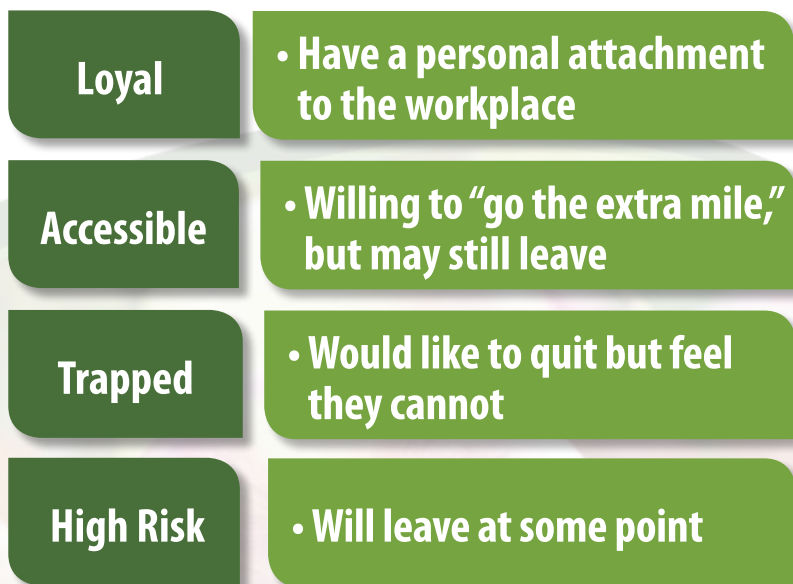 Loyal
• Have a personal attachment
to the workplace
Accessible
• Willing to “go the extra mile,”
but may still leave
Trapped
• Would like to quit but feel
they cannot
High Risk
• Will leave at some point